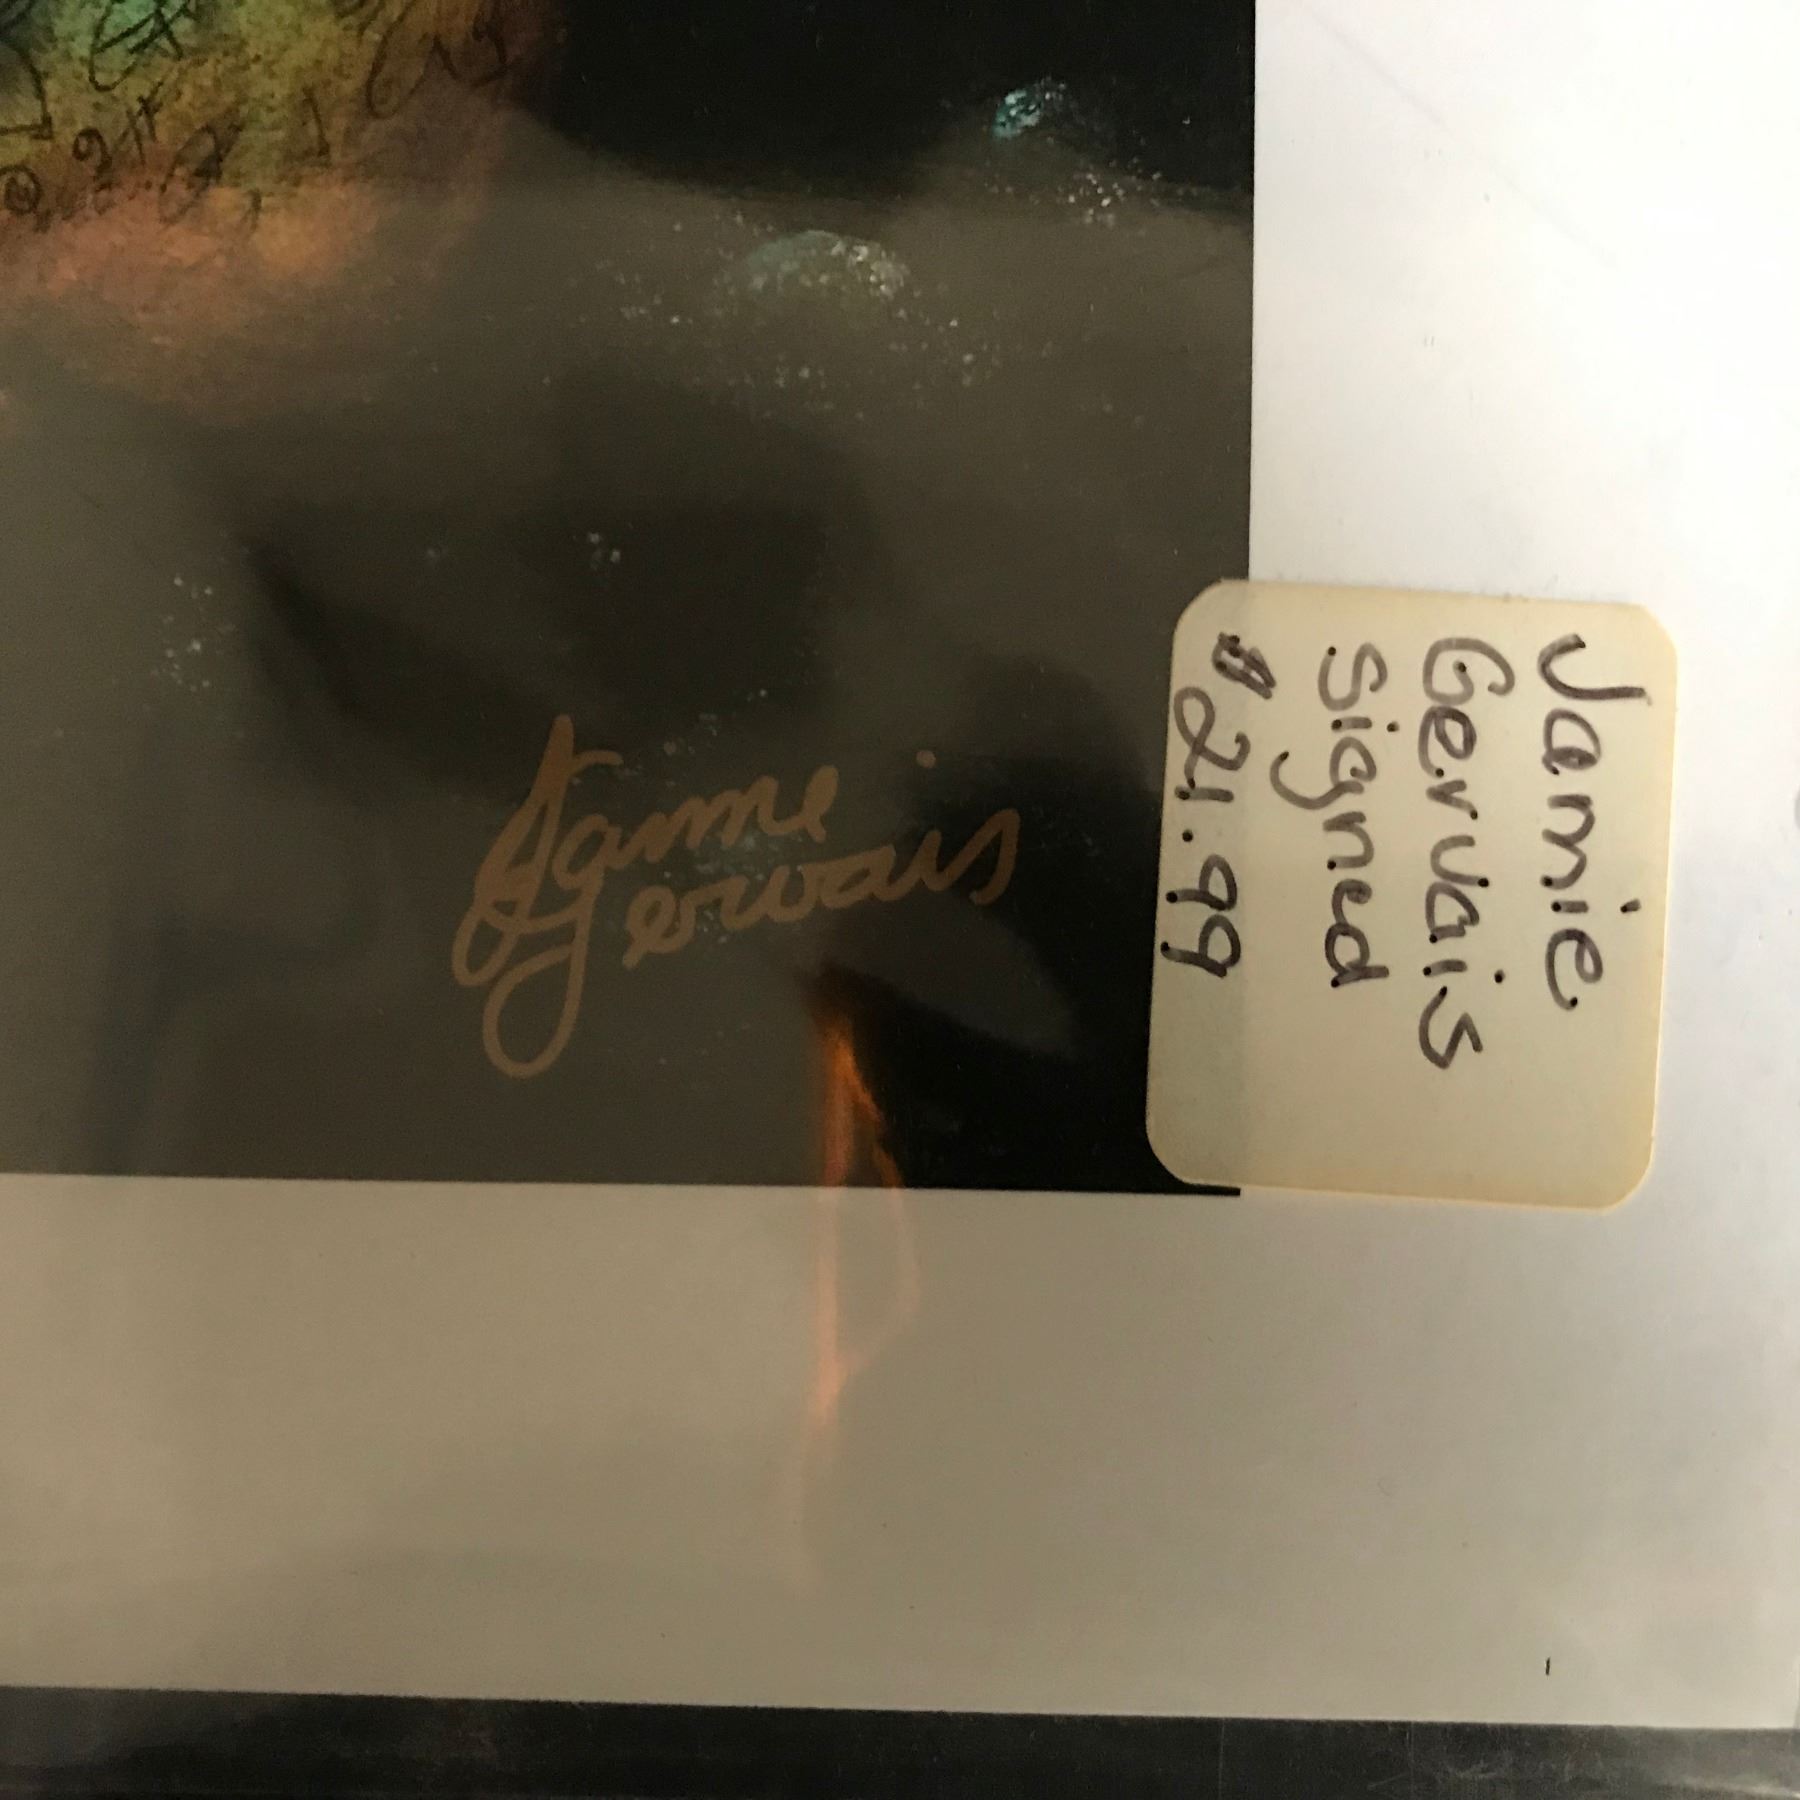 Jamie
Gervais
Jamie
Gervais
signed
$21.99